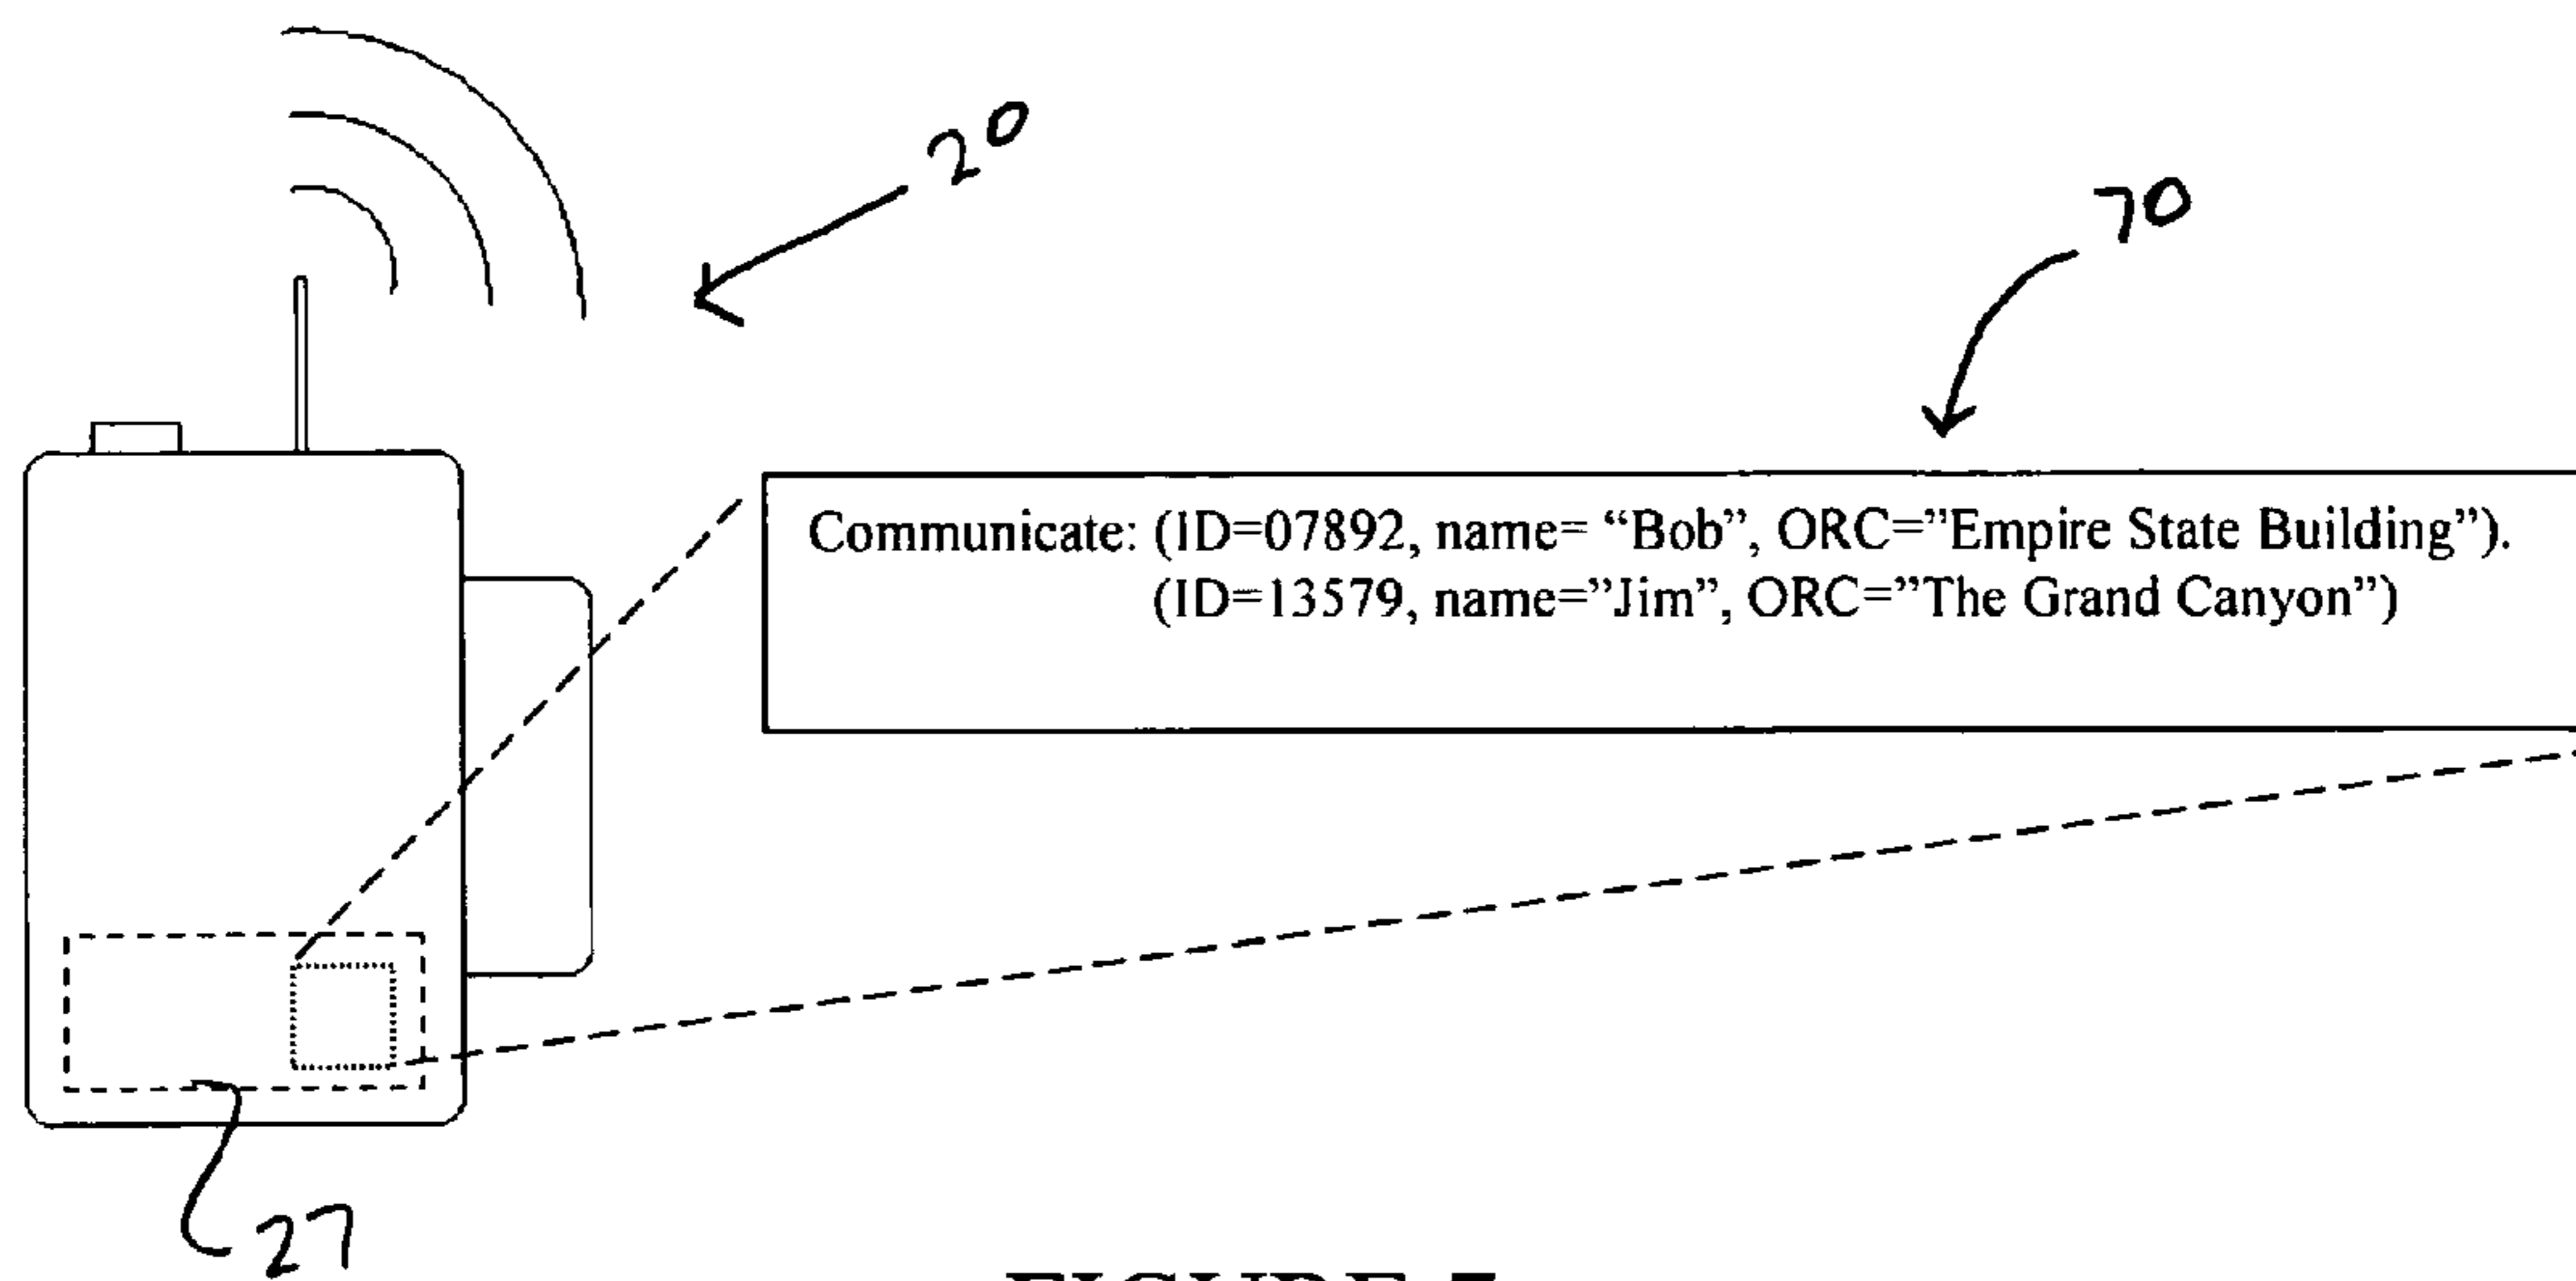 20
70
Communicate: (ID=07892, name= “Bob”, ORC=”Empire State Building”).
(ID=13579, name=”Jim”, ORC=”The Grand Canyon”)
27